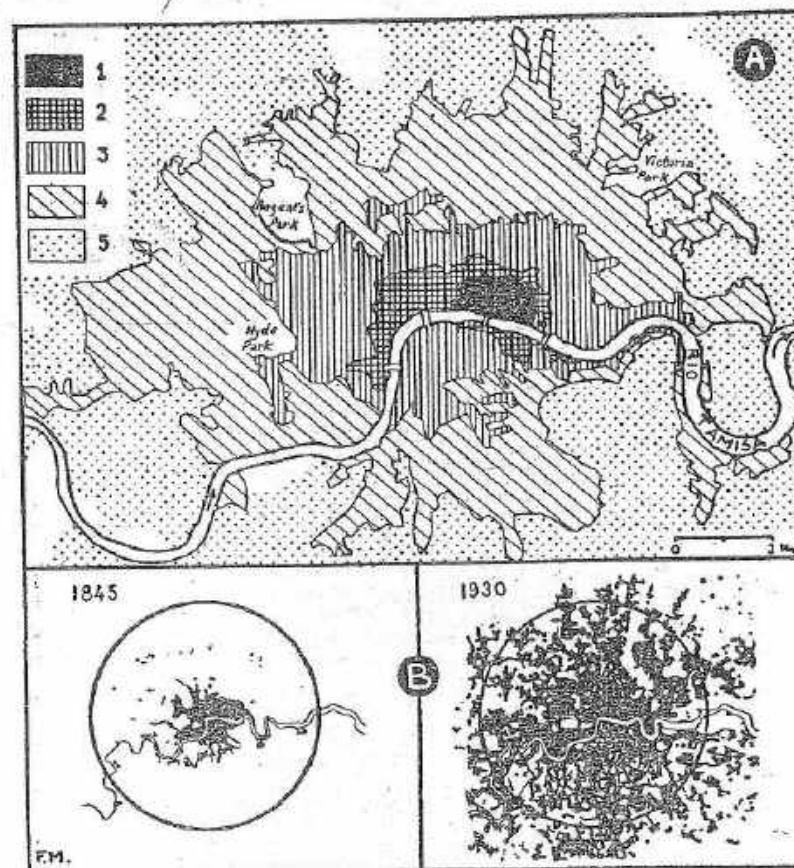 A
1
2
3
4
5
Regent's
Park
Victoria
Park
Hyde
Park
RIO
TAMISA
0
1845
1930
B
F.M.